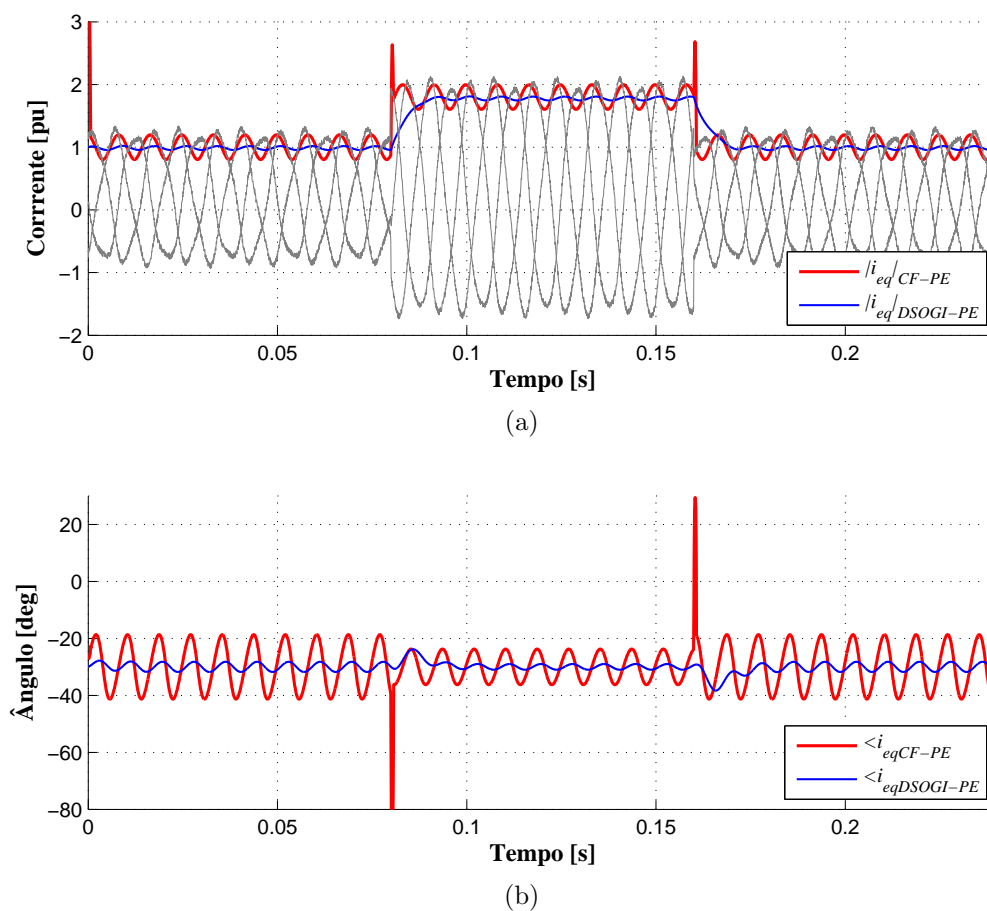 3
2
1
0
−1
−2
Corrrente [pu]
|i_eq|_CF−PE
|i_eq|_DSOGI−PE
0 0.05 0.1 0.15 0.2
Tempo [s]
(a)
20
0
−20
−40
−60
−80
Ângulo [deg]
<i_eqCF−PE
<i_eqDSOGI−PE
0 0.05 0.1 0.15 0.2
Tempo [s]
(b)